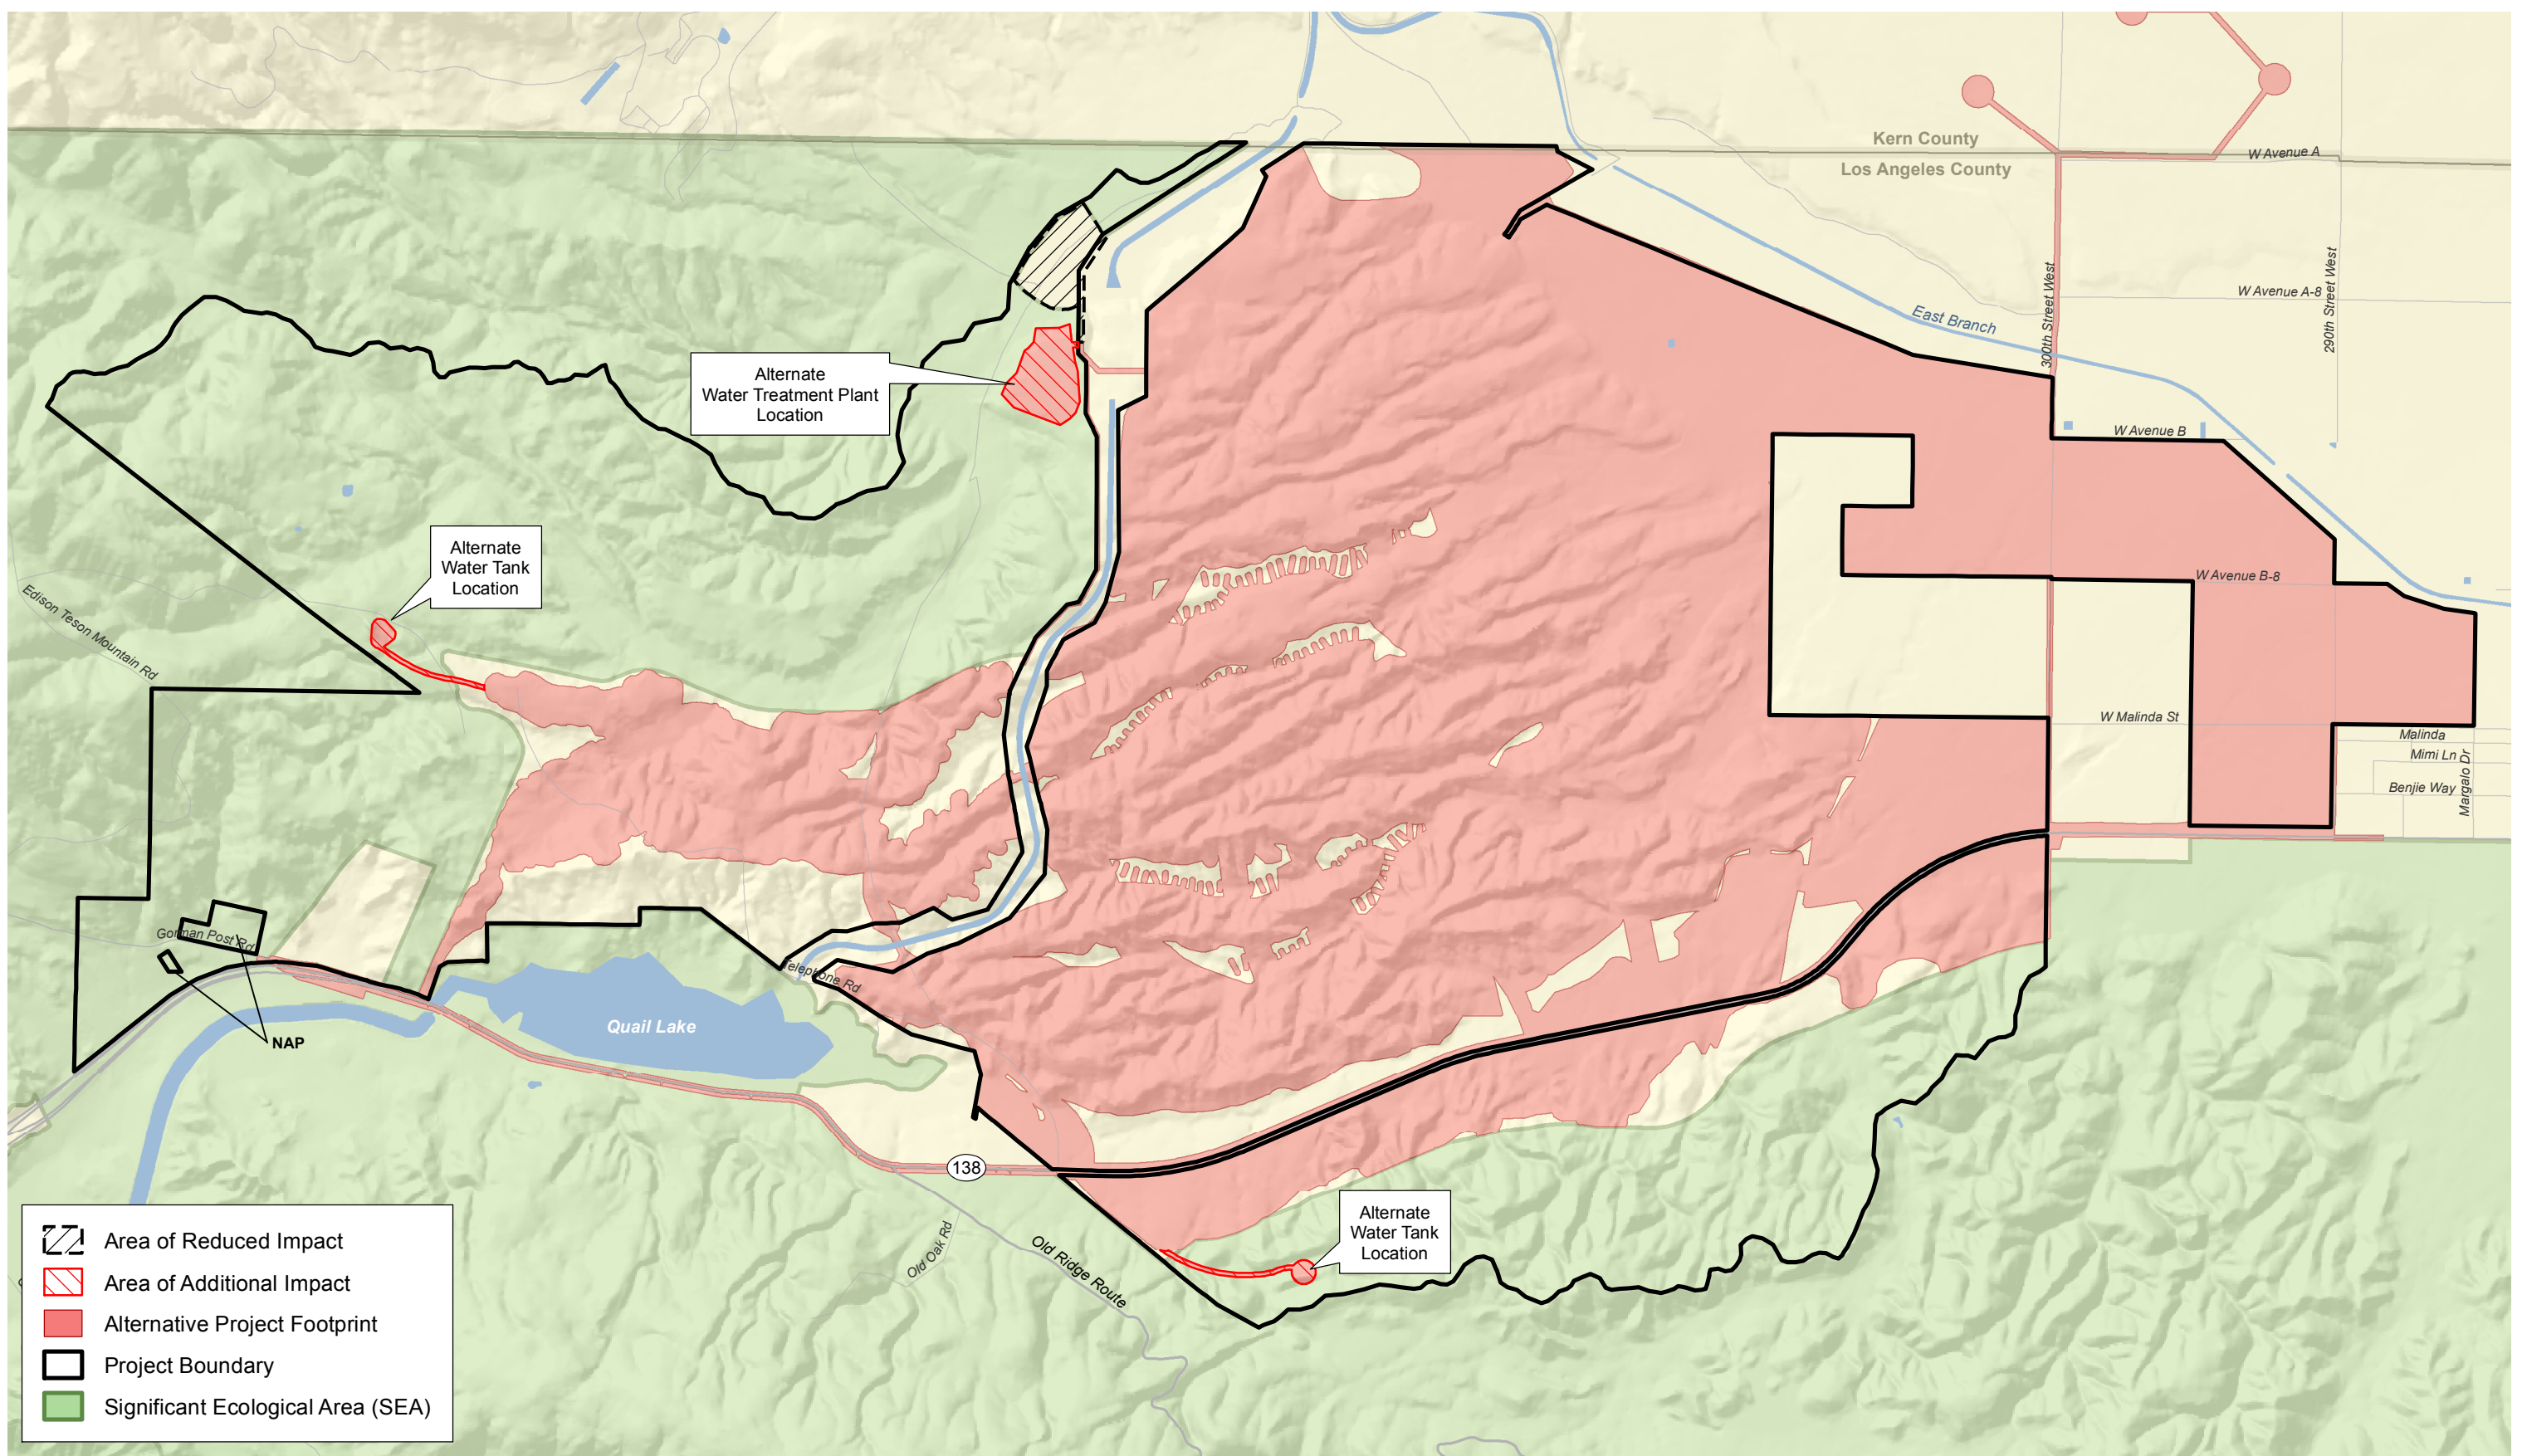 Kern County
Los Angeles County
W Avenue A
W Avenue A-8
300th Street West
290th Street West
East Branch
W Avenue B
W Avenue B-8
W Malinda St
Malinda
Mimi Ln
Benjie Way
Margalo Dr
Alternate
Water Treatment Plant
Location
Alternate
Water Tank
Location
Edison Teson Mountain Rd
Gorman Post Rd
NAP
Quail Lake
Telephone Rd
138
Old Oak Rd
Old Ridge Route
Alternate
Water Tank
Location
Area of Reduced Impact
Area of Additional Impact
Alternative Project Footprint
Project Boundary
Significant Ecological Area (SEA)